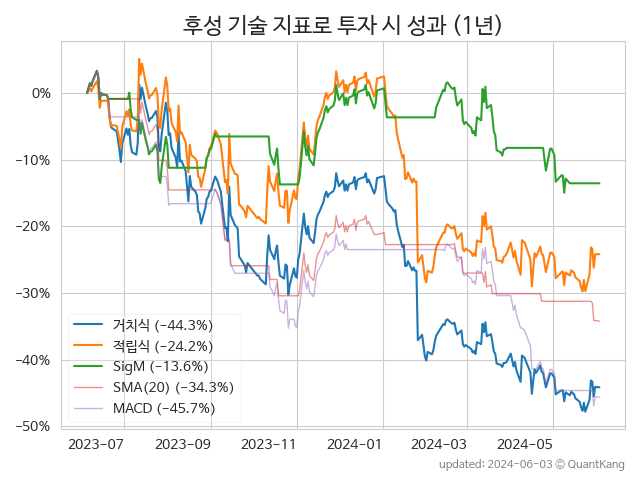 후성 기술 지표로 투자 시 성과 (1년)
0%
−10%
−20%
−30%
−40%
−50%
거치식 (−44.3%)
적립식 (−24.2%)
SigM (−13.6%)
SMA(20) (−34.3%)
MACD (−45.7%)
2023−07 2023−09 2023−11 2024−01 2024−03 2024−05
updated: 2024−06−03 © QuantKang